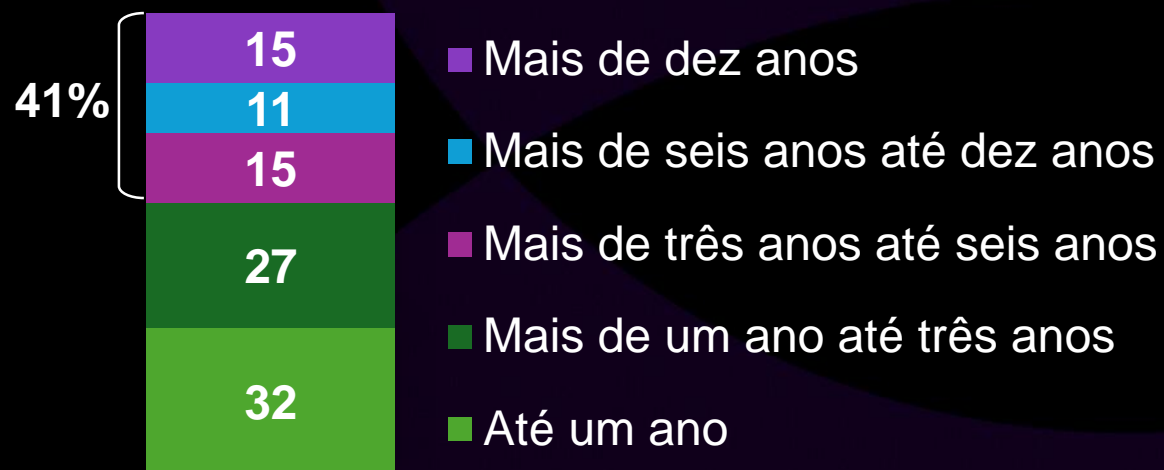 41%
15
11
15
27
32
Mais de dez anos
Mais de seis anos até dez anos
Mais de três anos até seis anos
Mais de um ano até três anos
Até um ano